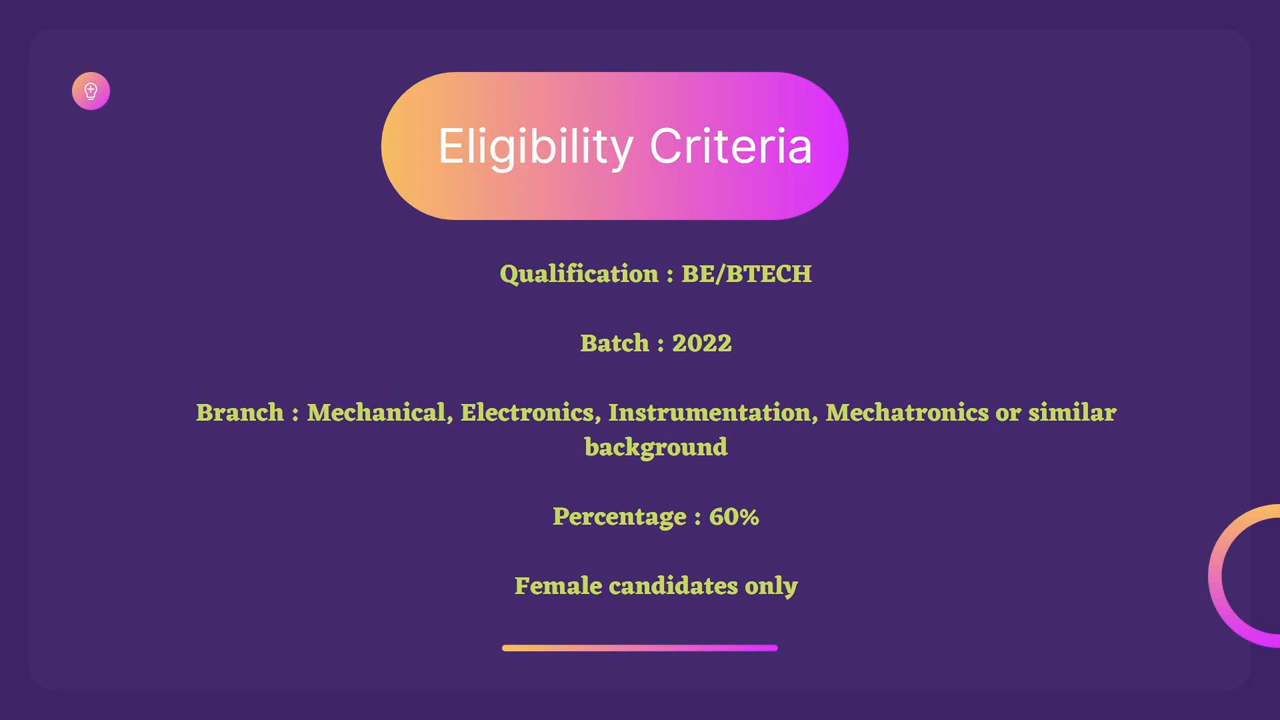 Eligibility Criteria
Qualification : BE/BTECH
Batch : 2022
Branch : Mechanical, Electronics, Instrumentation, Mechatronics or similar
background
Percentage : 60%
Female candidates only